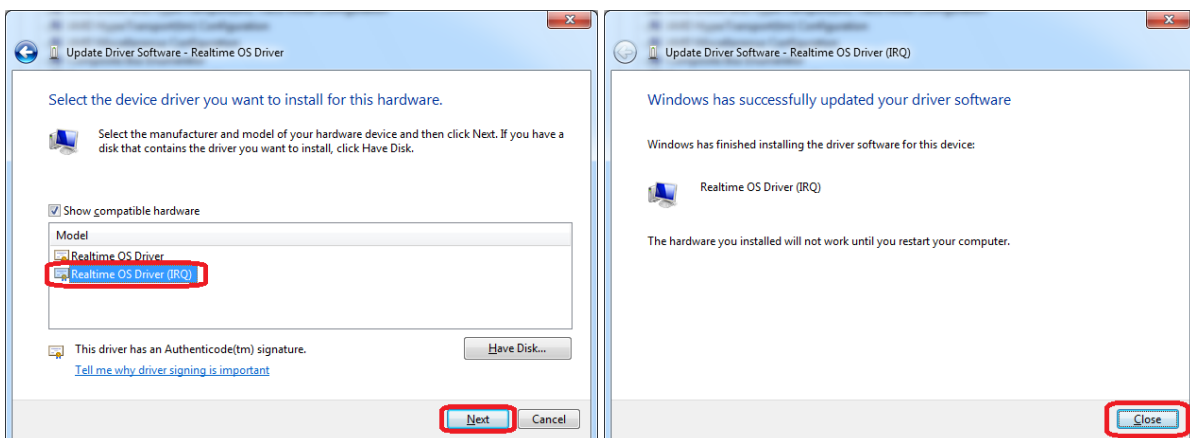 Update Driver Software - Realtime OS Driver
Select the device driver you want to install for this hardware.
Select the manufacturer and model of your hardware device and then click Next. If you have a
disk that contains the driver you want to install, click Have Disk.
Show compatible hardware
Model
Realtime OS Driver
Realtime OS Driver (IRQ)
This driver has an Authenticode(tm) signature.
Have Disk...
Tell me why driver signing is important
Next
Cancel
Update Driver Software - Realtime OS Driver (IRQ)
Windows has successfully updated your driver software
Windows has finished installing the driver software for this device:
Realtime OS Driver (IRQ)
The hardware you installed will not work until you restart your computer.
Close